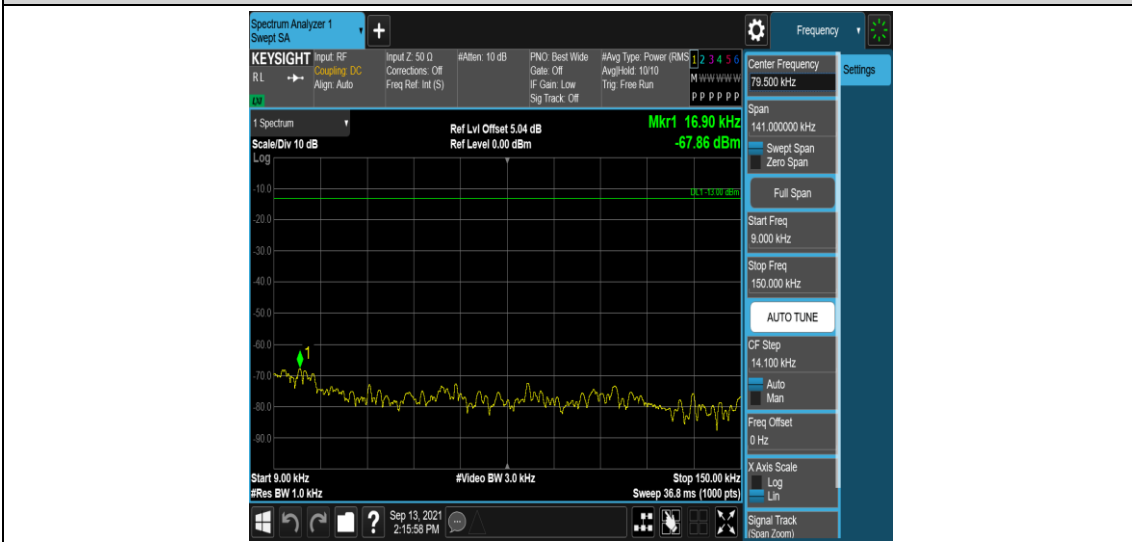 Spectrum Analyzer 1
Swept SA
+
Frequency
KEYSIGHT
Input: RF
Input Z: 50 Ω
#Atten: 10 dB
PNO: Best Wide
#Avg Type: Power (RMS
1 2 3 4 5 6
RL
Coupling: DC
Corrections: Off
Gate: Off
Avg|Hold: 10/10
M W W W W W
Align: Auto
Freq Ref: Int (S)
IF Gain: Low
Trig: Free Run
Sig Track: Off
P P P P P P
LXI
1 Spectrum
Ref Lvl Offset 5.04 dB
Mkr1 16.90 kHz
Scale/Div 10 dB
Ref Level 0.00 dBm
-67.86 dBm
Log
DL1 -13.00 dBm
-10.0
-20.0
-30.0
-40.0
-50.0
-60.0
1
-70.0
-80.0
-90.0
Start 9.00 kHz
#Video BW 3.0 kHz
Stop 150.00 kHz
#Res BW 1.0 kHz
Sweep 36.8 ms (1000 pts)
?
Sep 13, 2021
2:15:58 PM
Center Frequency
79.500 kHz
Settings
Span
141.000000 kHz
Swept Span
Zero Span
Full Span
Start Freq
9.000 kHz
Stop Freq
150.000 kHz
AUTO TUNE
CF Step
14.100 kHz
Auto
Man
Freq Offset
0 Hz
X Axis Scale
Log
Lin
Signal Track
(Span Zoom)